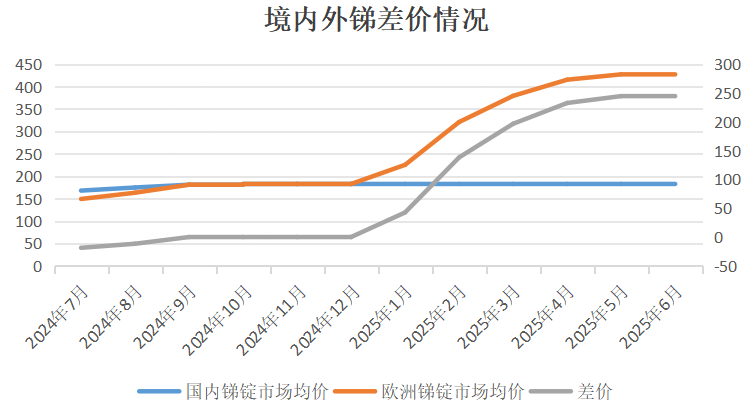 境内外锑差价情况
450
400
350
300
250
200
150
100
50
0
300
250
200
150
100
50
0
-50
2024年7月
2024年8月
2024年9月
2024年10月
2024年11月
2024年12月
2025年1月
2025年2月
2025年3月
2025年4月
2025年5月
2025年6月
国内锑锭市场均价 欧洲锑锭市场均价 差价